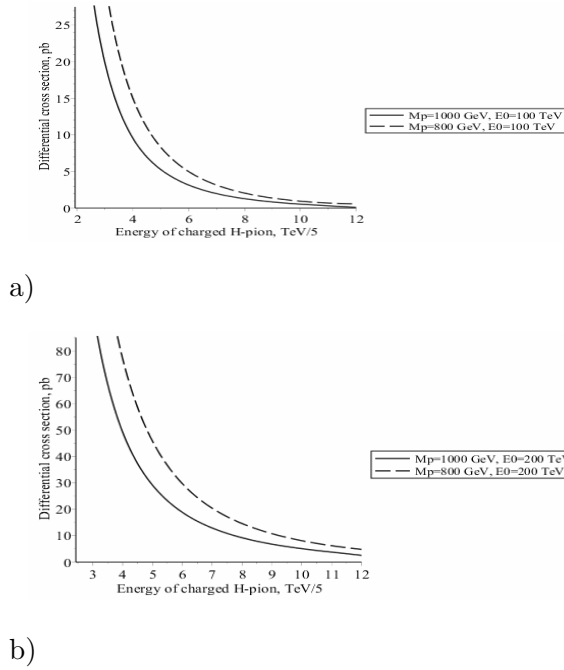 25
20
15
10
5
0
Differential cross section, pb
2 4 6 8 10 12
Energy of charged H-pion, TeV/5
Mp=1000 GeV, E0=100 TeV
Mp=800 GeV, E0=100 TeV
a)
80
70
60
50
40
30
20
10
0
Differential cross section, pb
3 4 5 6 7 8 9 10 11 12
Energy of charged H-pion, TeV/5
Mp=1000 GeV, E0=200 TeV
Mp=800 GeV, E0=200 TeV
b)